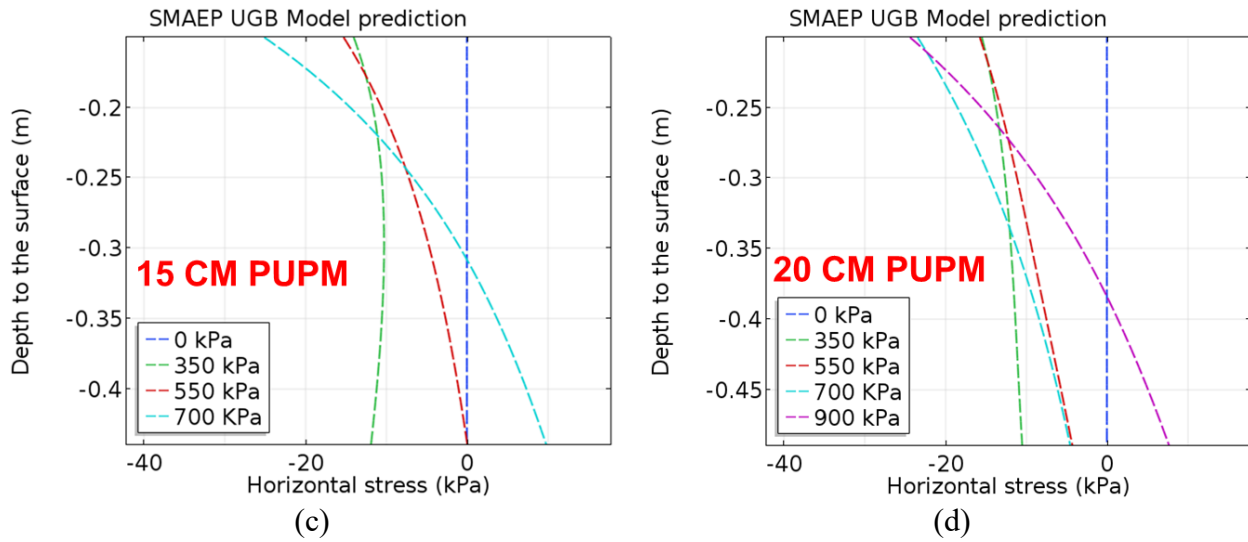 SMAEP UGB Model prediction
Depth to the surface (m)
-0.2
-0.25
-0.3
-0.35
-0.4
15 CM PUPM
0 kPa
350 kPa
550 kPa
700 KPa
-40
-20
0
Horizontal stress (kPa)
(c)
SMAEP UGB Model prediction
Depth to the surface (m)
-0.25
-0.3
-0.35
-0.4
-0.45
20 CM PUPM
0 kPa
350 kPa
550 kPa
700 KPa
900 kPa
-40
-20
0
Horizontal stress (kPa)
(d)